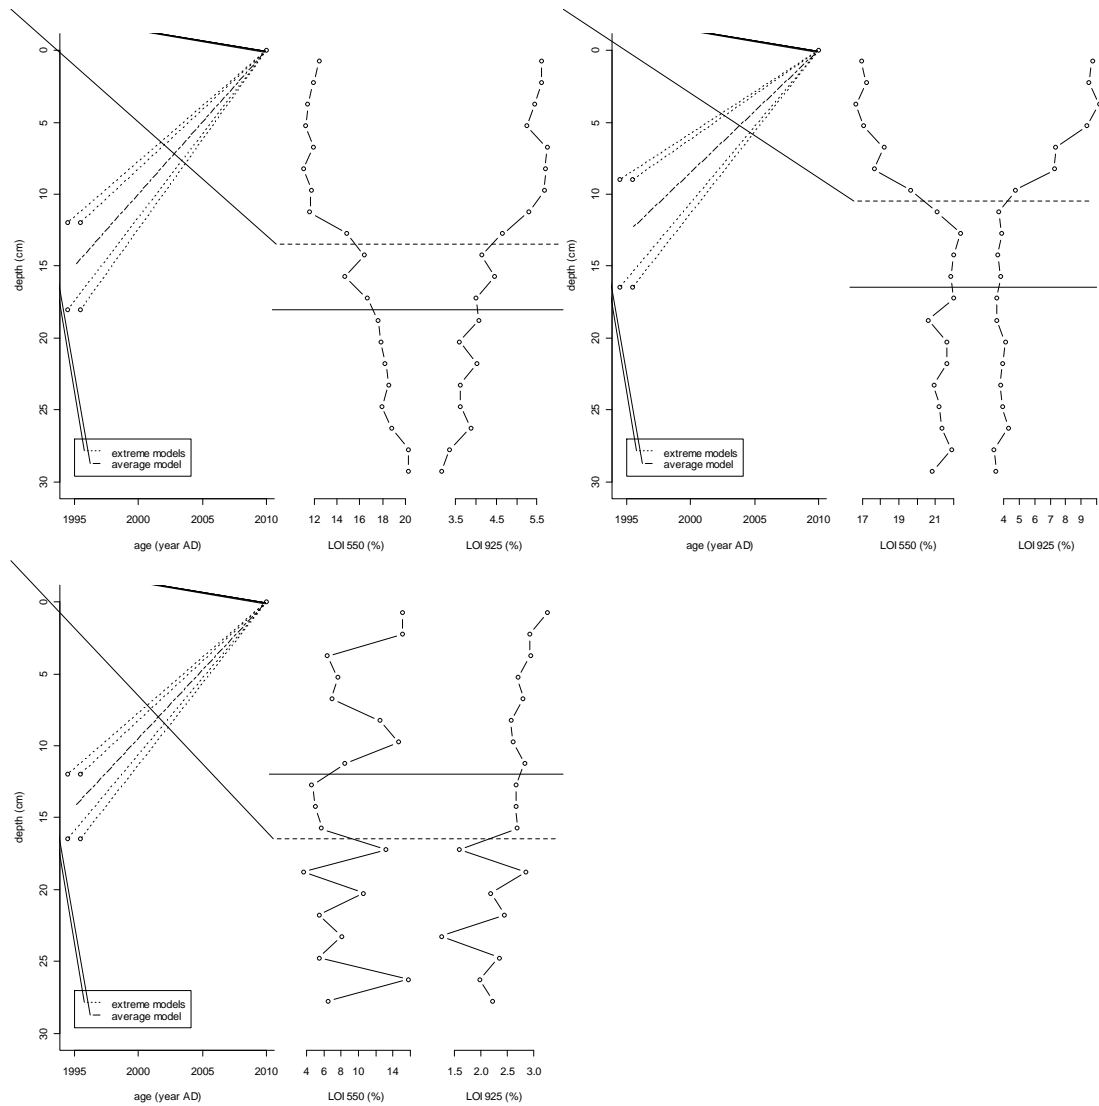 0
5
10
15
20
25
30
depth (cm)
extreme models
average model
1995 2000 2005 2010
age (year AD)
12 14 16 18 20
LOI 550 (%)
3.5 4.5 5.5
LOI 925 (%)
0
5
10
15
20
25
30
depth (cm)
extreme models
average model
1995 2000 2005 2010
age (year AD)
17 19 21
LOI 550 (%)
4 5 6 7 8 9
LOI 925 (%)
0
5
10
15
20
25
30
depth (cm)
extreme models
average model
1995 2000 2005 2010
age (year AD)
4 6 8 10 14
LOI 550 (%)
1.5 2.0 2.5 3.0
LOI 925 (%)